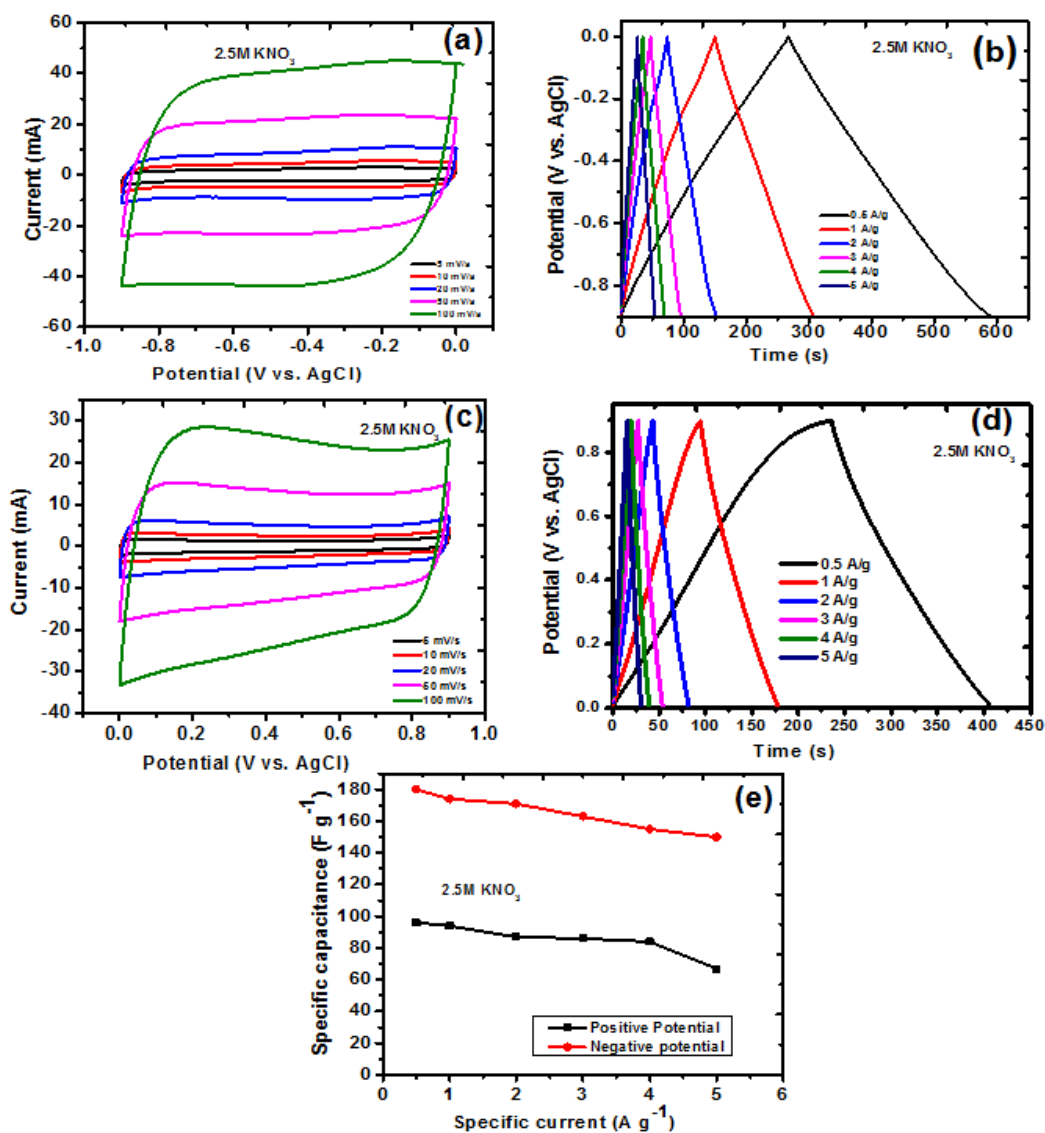 (a)
2.5M KNO3
60
40
20
0
-20
-40
-60
Current (mA)
5 mV/s
10 mV/s
20 mV/s
50 mV/s
100 mV/s
-1.0 -0.8 -0.6 -0.4 -0.2 0.0
Potential (V vs. AgCl)
(b)
2.5M KNO3
0.0
-0.2
-0.4
-0.6
-0.8
Potential (V vs. AgCl)
0.5 A/g
1 A/g
2 A/g
3 A/g
4 A/g
5 A/g
0 100 200 300 400 500 600
Time (s)
(c)
2.5M KNO3
30
20
10
0
-10
-20
-30
-40
Current (mA)
5 mV/s
10 mV/s
20 mV/s
50 mV/s
100 mV/s
0.0 0.2 0.4 0.6 0.8 1.0
Potential (V vs. AgCl)
(d)
2.5M KNO3
0.8
0.6
0.4
0.2
0.0
Potential (V vs. AgCl)
0.5 A/g
1 A/g
2 A/g
3 A/g
4 A/g
5 A/g
0 50 100 150 200 250 300 350 400 450
Time (s)
(e)
2.5M KNO3
180
160
140
120
100
80
60
40
20
0
Specific capacitance (F g-1)
Positive Potential
Negative potential
0 1 2 3 4 5 6
Specific current (A g-1)